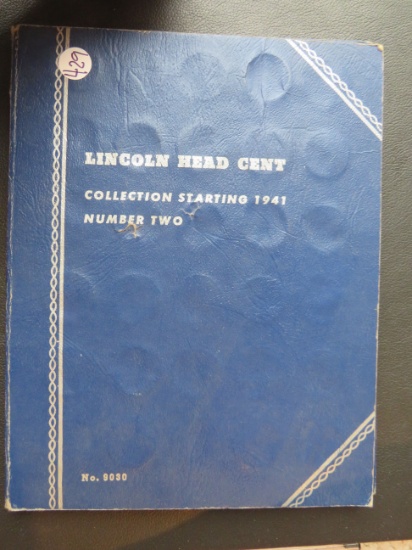 429
LINCOLN HEAD CENT
COLLECTION STARTING 1941
NUMBER TWO
No. 9030